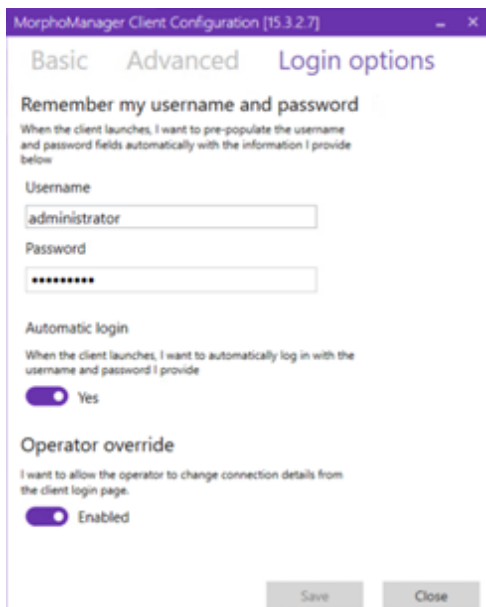 MorphoManager Client Configuration [15.3.2.7]
Basic Advanced Login options
Remember my username and password
When the client launches, I want to pre-populate the username
and password fields automatically with the information I provide
below
Username
administrator
Password
•••••••••
Automatic login
When the client launches, I want to automatically log in with the
username and password I provide
Yes
Operator override
I want to allow the operator to change connection details from
the client login page.
Enabled
Save Close